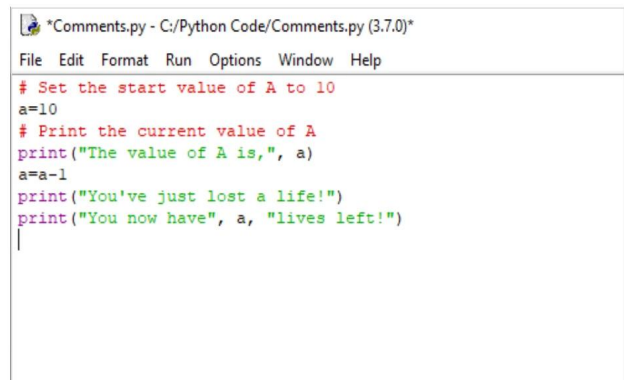 *Comments.py - C:/Python Code/Comments.py (3.7.0)*
File Edit Format Run Options Window Help
# Set the start value of A to 10
a=10
# Print the current value of A
print("The value of A is,", a)
a=a-1
print("You've just lost a life!")
print("You now have", a, "lives left!")